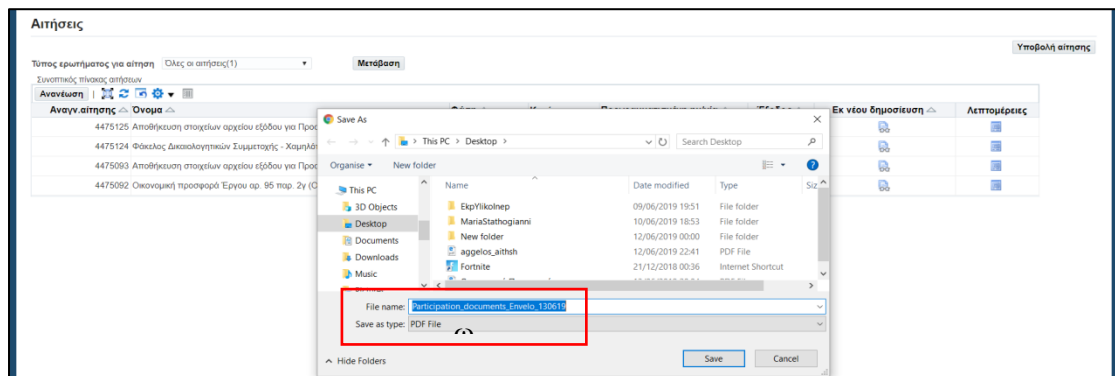 Αιτήσεις
Υποβολή αίτησης
Τύπος ερωτήματος για αίτηση Όλες οι αιτήσεις(1) Μετάβαση
Συνοπτικός πίνακας αιτήσεων
Ανανέωση
Αναγν.αίτησης Όνομα Εκ νέου δημοσίευση Λεπτομέρειες
4475125 Αποθήκευση στοιχείων αρχείου εξόδου για Προσ
4475124 Φάκελος Δικαιολογητικών Συμμετοχής - Χαμηλό
4475093 Αποθήκευση στοιχείων αρχείου εξόδου για Προσ
4475092 Οικονομική προσφορά Έργου αρ. 95 παρ. 2γ (Ο
Save As
This PC > Desktop > Search Desktop
Organise New folder
Name Date modified Type Siz
This PC
3D Objects
Desktop
Documents
Downloads
Music
EkpYlikoInep 09/06/2019 19:51 File folder
MariaStathogianni 10/06/2019 18:53 File folder
New folder 12/06/2019 00:00 File folder
aggelos_aithsh 12/06/2019 22:41 PDF File
Fortnite 21/12/2018 00:36 Internet Shortcut
File name: Participation_documents_Envelo_130619
Save as type: PDF File
ω
Hide Folders Save Cancel